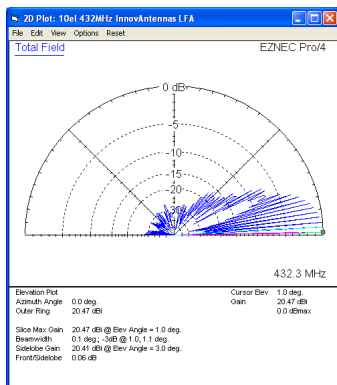 2D Plot: 10el 432MHz InnovAntennas LFA
File Edit View Options Reset
Total Field EZNEC Pro/4
0 dB
-5
-10
-15
-20
-30
432.3 MHz
Elevation Plot Cursor Elev 1.0 deg.
Azimuth Angle 0.0 deg. Gain 20.47 dBi
Outer Ring 20.47 dBi 0.0 dBmax
Slice Max Gain 20.47 dBi @ Elev Angle = 1.0 deg.
Beamwidth 0.1 deg.; -3dB @ 1.0, 1.1 deg.
Sidelobe Gain 20.41 dBi @ Elev Angle = 3.0 deg.
Front/Sidelobe 0.06 dB